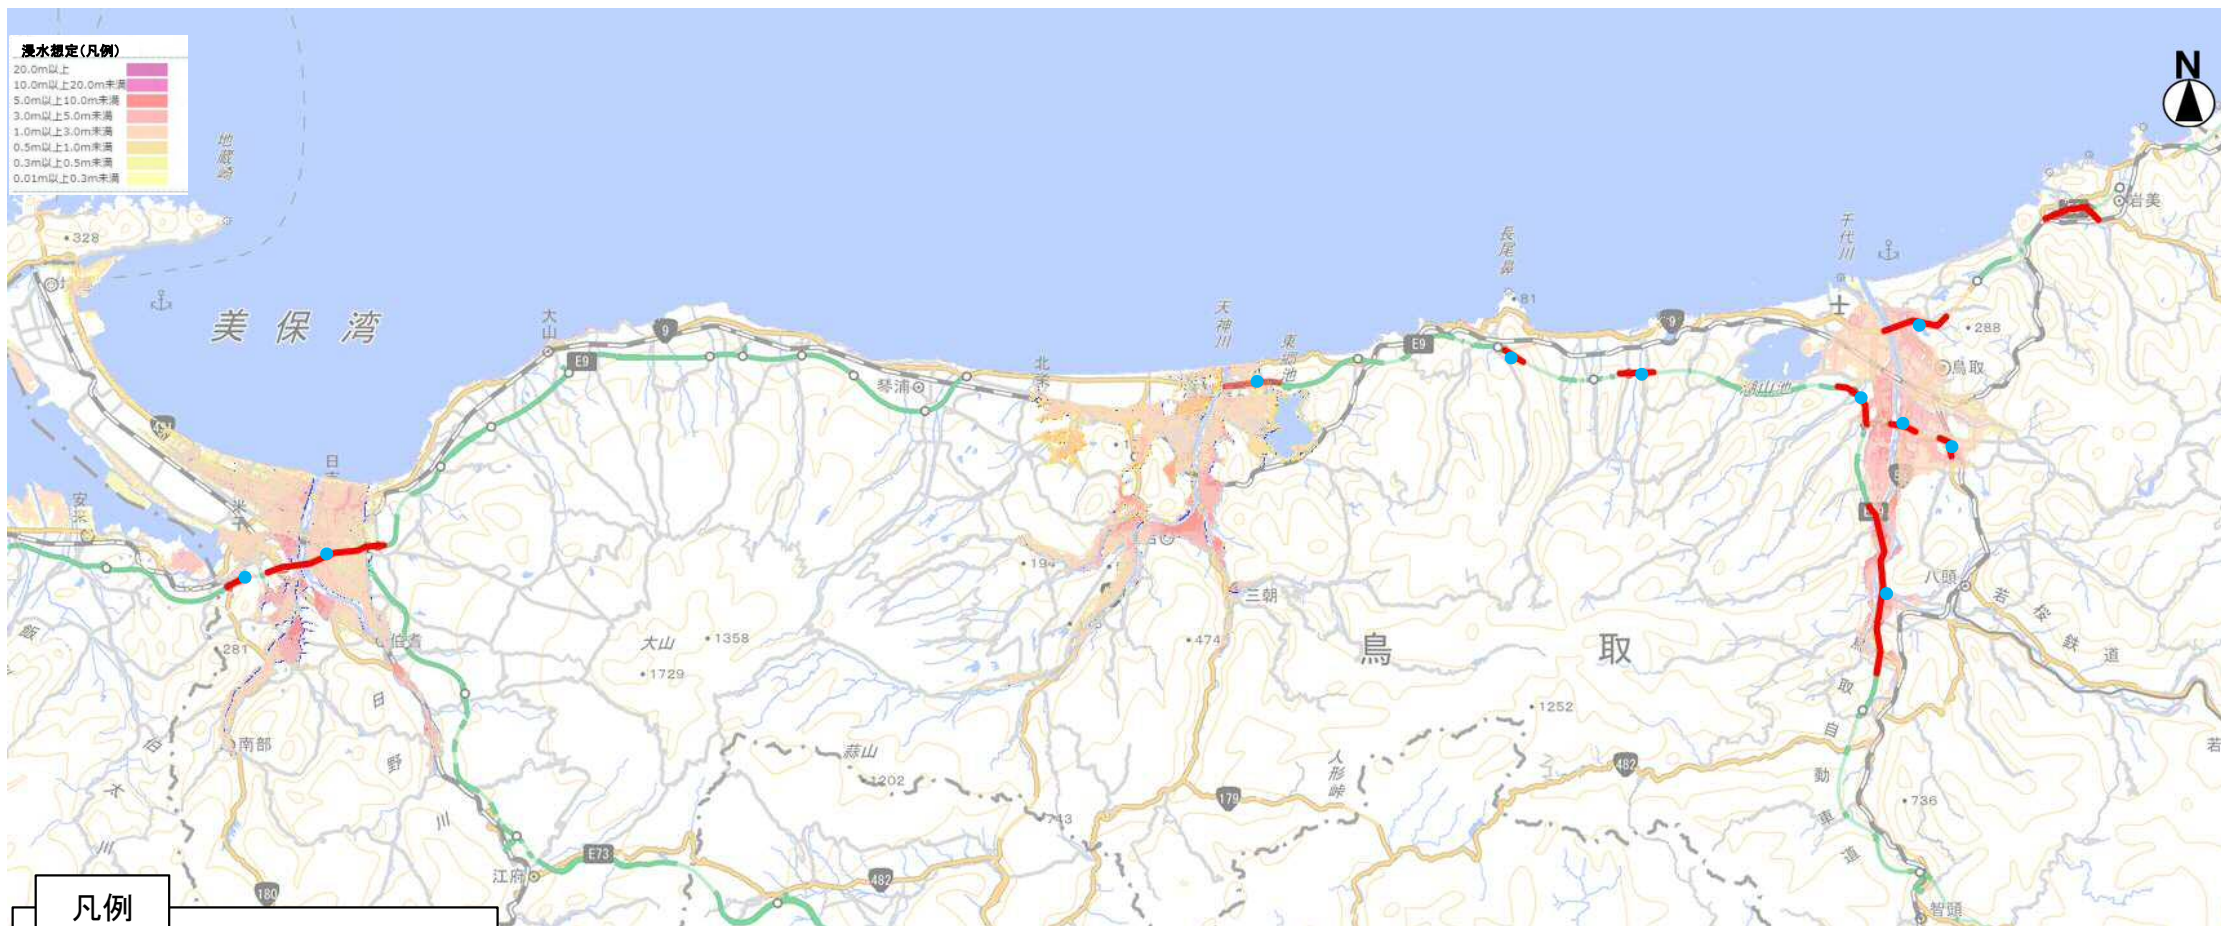 浸水想定(凡例)
20.0m以上
10.0m以上20.0m未満
5.0m以上10.0m未満
3.0m以上5.0m未満
1.0m以上3.0m未満
0.5m以上1.0m未満
0.3m以上0.5m未満
0.01m以上0.3m未満
N
地蔵崎
328
美保湾
大山
9
E9
琴浦
北栄
天神川
東郷池
E9
長尾鼻
81
9
千代川
288
岩美
鳥取
湖山池
431
米子
伯耆
281
南部
日野川
大山
1358
1729
194
三朝
474
鳥取
八頭
若桜鉄道
鳥取自動車道
1252
蒜山
1202
人形峠
482
179
713
736
江府
E73
482
180
智頭
若
凡例